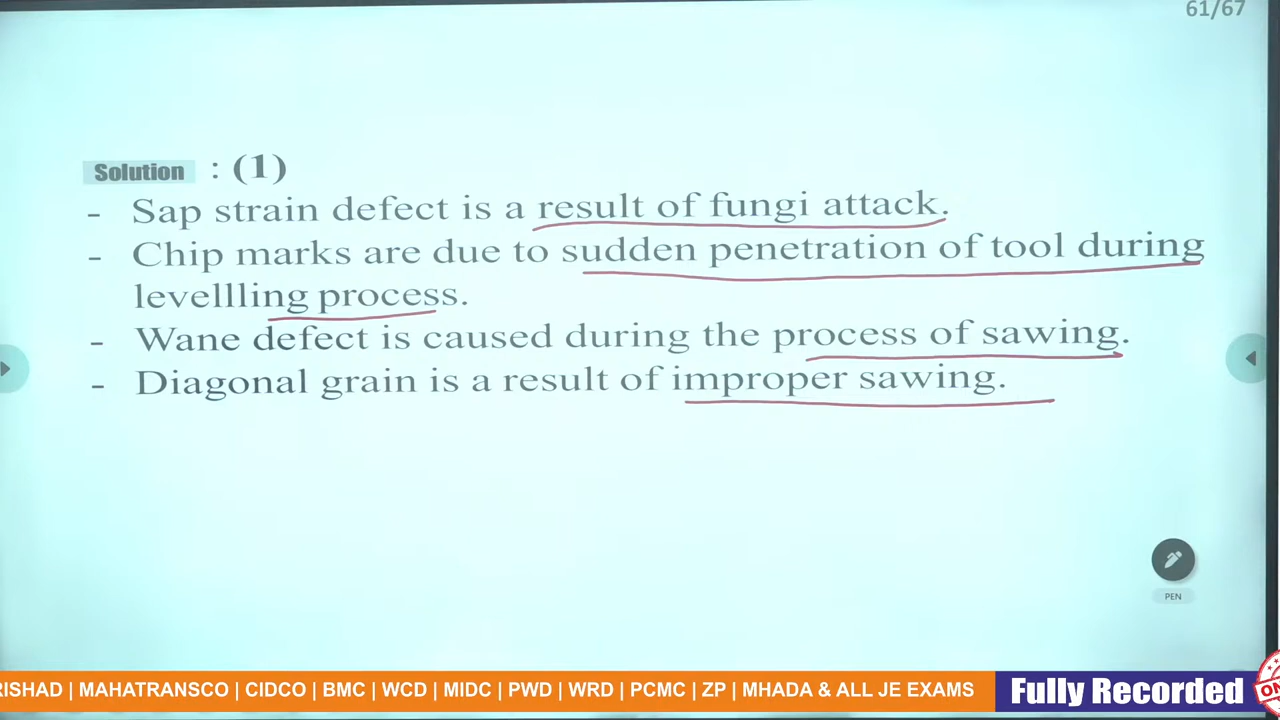 61/67
Solution : (1)
- Sap strain defect is a result of fungi attack.
- Chip marks are due to sudden penetration of tool during
levellling process.
- Wane defect is caused during the process of sawing.
- Diagonal grain is a result of improper sawing.
PEN
RISHAD | MAHATRANSCO | CIDCO | BMC | WCD | MIDC | PWD | WRD | PCMC | ZP | MHADA & ALL JE EXAMS
Fully Recorded